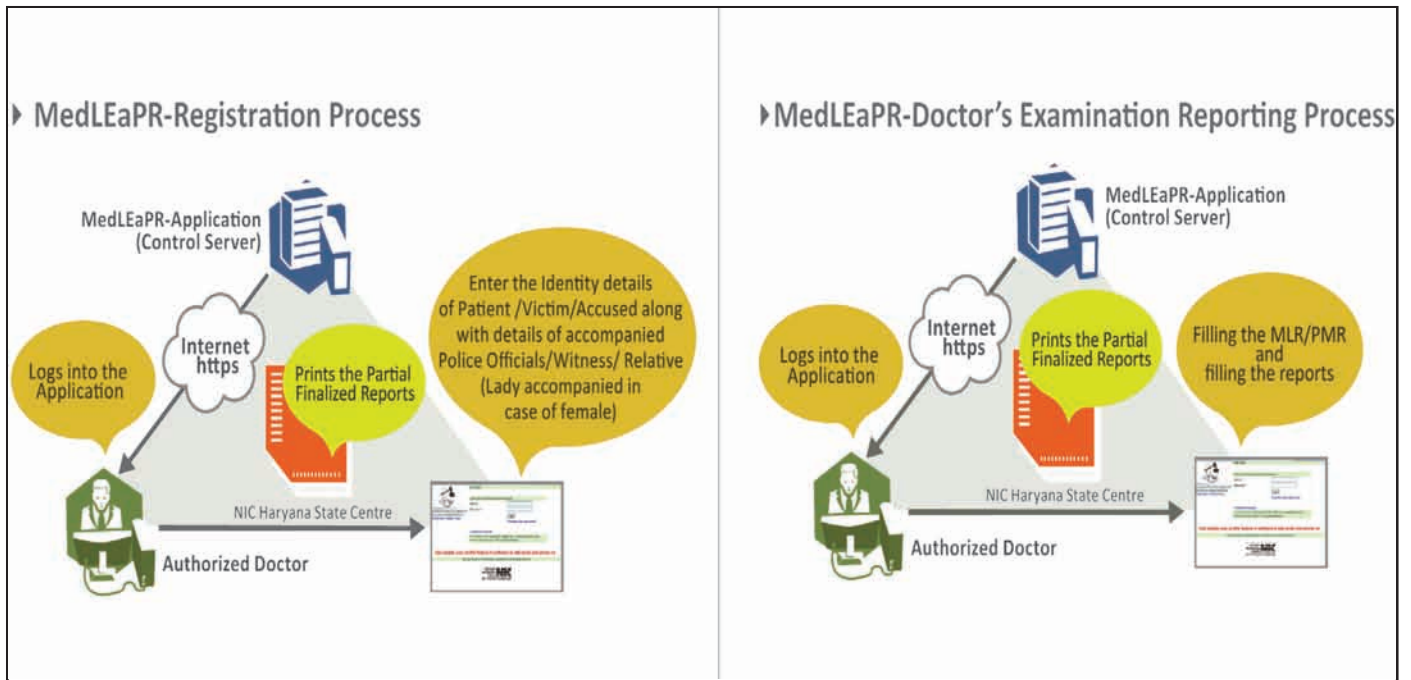 MedLEaPR-Registration Process
MedLEaPR-Application
(Control Server)
Internet
https
Logs into the
Application
Prints the Partial
Finalized Reports
Enter the Identity details
of Patient /Victim/Accused along
with details of accompanied
Police Officials/Witness/ Relative
(Lady accompanied in
case of female)
NIC Haryana State Centre
Authorized Doctor
NIC
MedLEaPR-Doctor's Examination Reporting Process
MedLEaPR-Application
(Control Server)
Internet
https
Logs into the
Application
Prints the Partial
Finalized Reports
Filling the MLR/PMR
and
filling the reports
NIC Haryana State Centre
Authorized Doctor
NIC